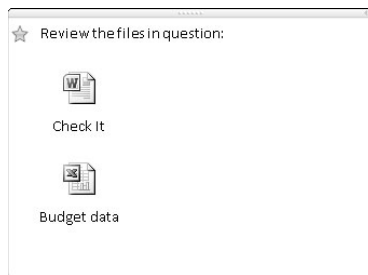 Review the files in question:
Check It
Budget data